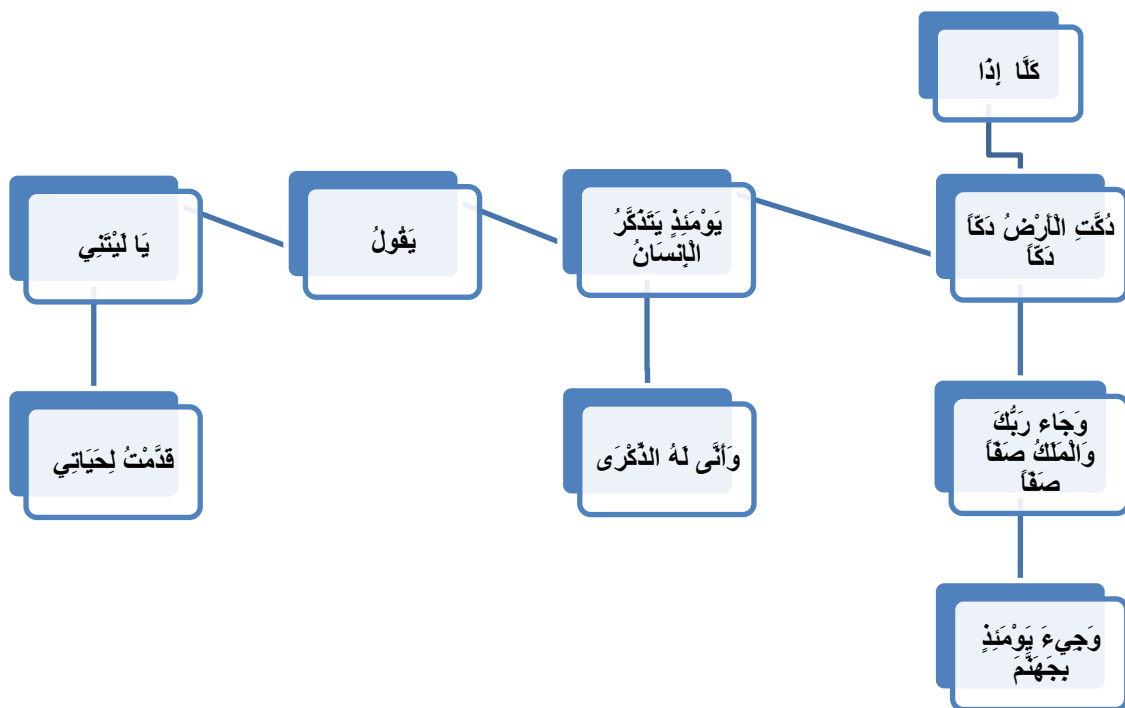 كَلَّا إِذَا
دُكَّتِ الْأَرْضُ دَكّاً
دَكّاً
وَجَاء رَبُّكَ
وَالْمَلَكُ صَفّاً
صَفّاً
وَجِيءَ يَوْمَئِذٍ
بِجَهَنَّمَ
يَوْمَئِذٍ يَتَذَكَّرُ
الْإِنسَانُ
وَأَنَّى لَهُ الذِّكْرَى
يَقُولُ
يَا لَيْتَنِي
قَدَّمْتُ لِحَيَاتِي